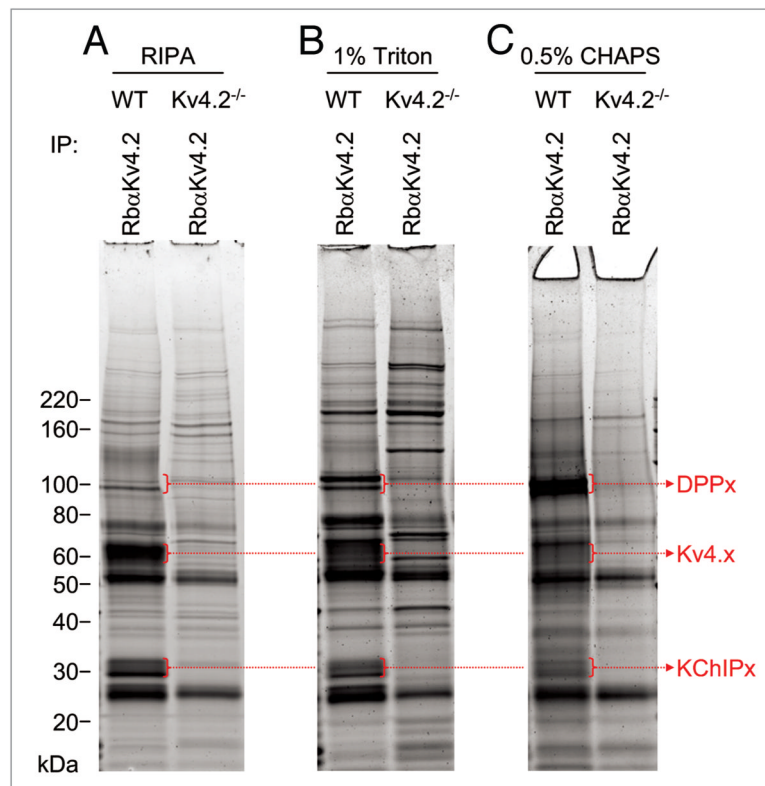 A B C
RIPA 1% Triton 0.5% CHAPS
WT Kv4.2-/- WT Kv4.2-/- WT Kv4.2-/-
IP: RbαKv4.2 RbαKv4.2 RbαKv4.2 RbαKv4.2 RbαKv4.2 RbαKv4.2
220–
160–
100– DPPx
80–
60– Kv4.x
50–
40–
30– KChIPx
20–
kDa